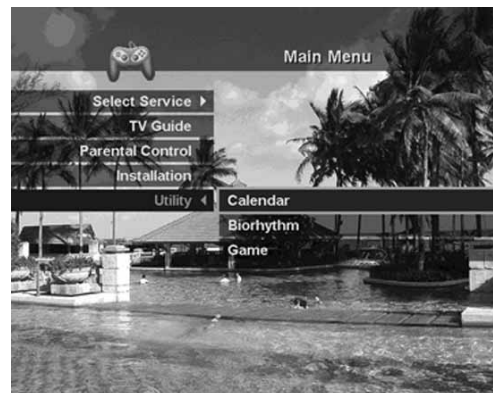 Main Menu
Select Service
TV Guide
Parental Control
Installation
Utility
Calendar
Biorhythm
Game